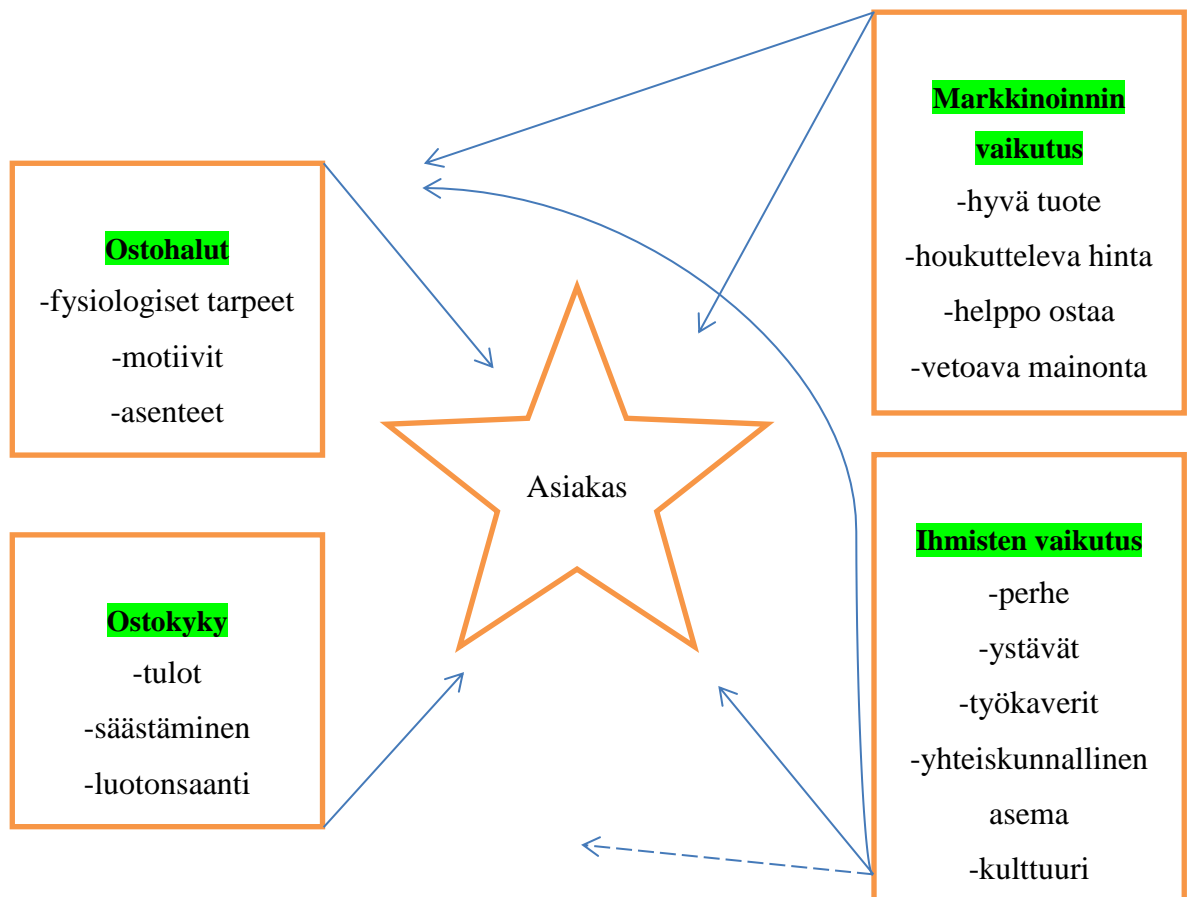 Ostohalut
-fysiologiset tarpeet
-motiivit
-asenteet
Ostokyky
-tulot
-säästäminen
-luotonsaanti
Asiakas
Markkinoinnin
vaikutus
-hyvä tuote
-houkutteleva hinta
-helppo ostaa
-vetoava mainonta
Ihmisten vaikutus
-perhe
-ystävät
-työkaverit
-yhteiskunnallinen
asema
-kulttuuri